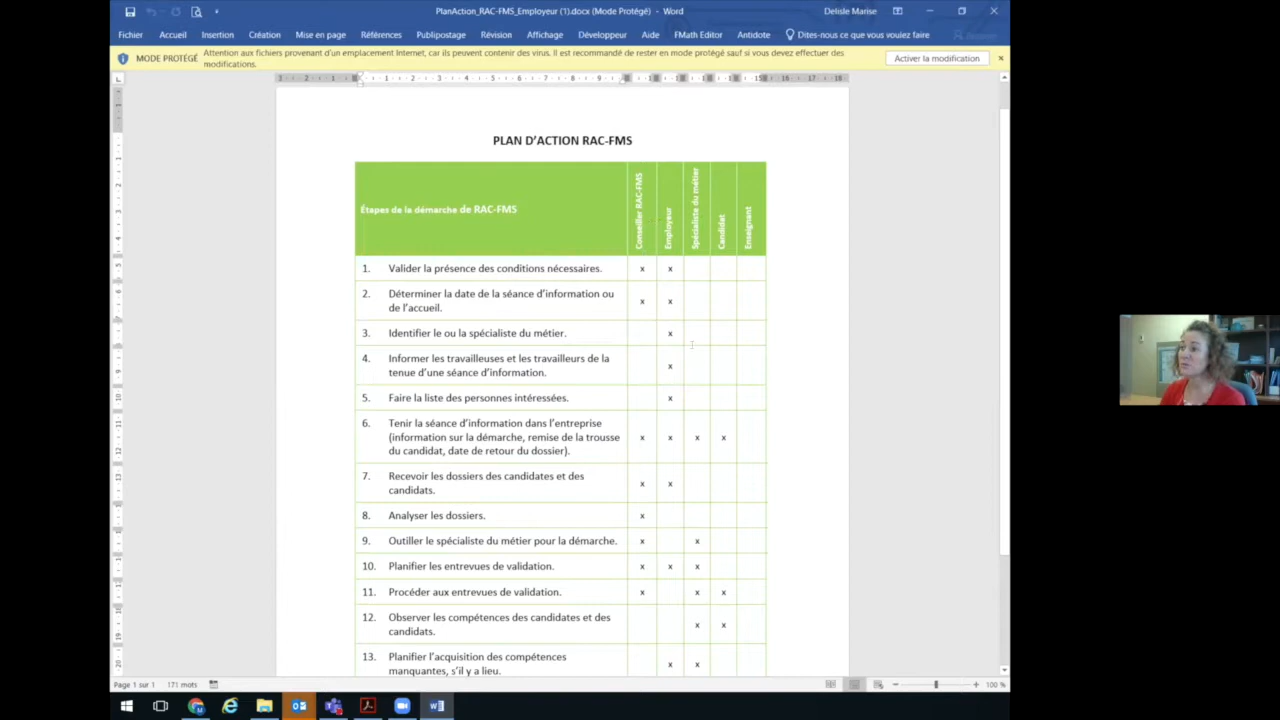 PlanAction_RAC-FMS_Employeur (1).docx (Mode Protégé) - Word
Delisle Marise
Fichier Accueil Insertion Création Mise en page Références Publipostage Révision Affichage Développeur Aide FMath Editor Antidote Dites-nous ce que vous voulez faire
MODE PROTÉGÉ Attention aux fichiers provenant d'un emplacement Internet, car ils peuvent contenir des virus. Il est recommandé de rester en mode protégé sauf si vous devez effectuer des
modifications.
Activer la modification
PLAN D'ACTION RAC-FMS
Étapes de la démarche de RAC-FMS
Conseiller RAC-FMS
Employeur
Spécialiste du métier
Candidat
Enseignant
1. Valider la présence des conditions nécessaires. x x
2. Déterminer la date de la séance d'information ou
de l'accueil. x x
3. Identifier le ou la spécialiste du métier. x
4. Informer les travailleuses et les travailleurs de la
tenue d'une séance d'information. x
5. Faire la liste des personnes intéressées. x
6. Tenir la séance d'information dans l'entreprise
(information sur la démarche, remise de la trousse x x x x
du candidat, date de retour du dossier).
7. Recevoir les dossiers des candidates et des
candidats. x x
8. Analyser les dossiers. x
9. Outiller le spécialiste du métier pour la démarche. x x
10. Planifier les entrevues de validation. x x x
11. Procéder aux entrevues de validation. x x x
12. Observer les compétences des candidates et des
candidats. x x
13. Planifier l'acquisition des compétences
manquantes, s'il y a lieu. x x
Page 1 sur 1 171 mots
100 %